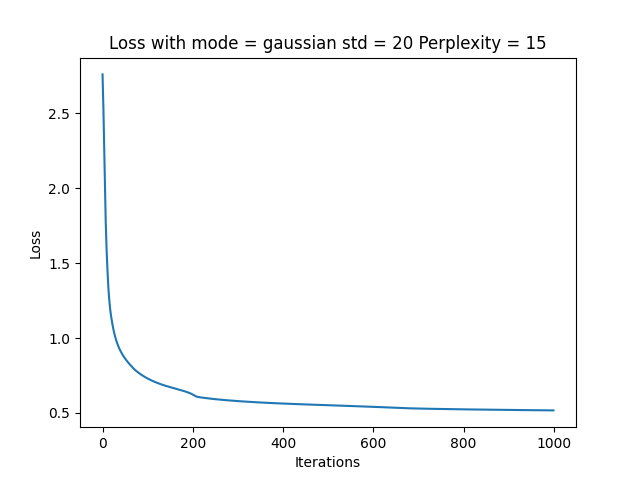 Loss with mode = gaussian std = 20 Perplexity = 15
2.5
2.0
1.5
1.0
0.5
Loss
0 200 400 600 800 1000
Iterations